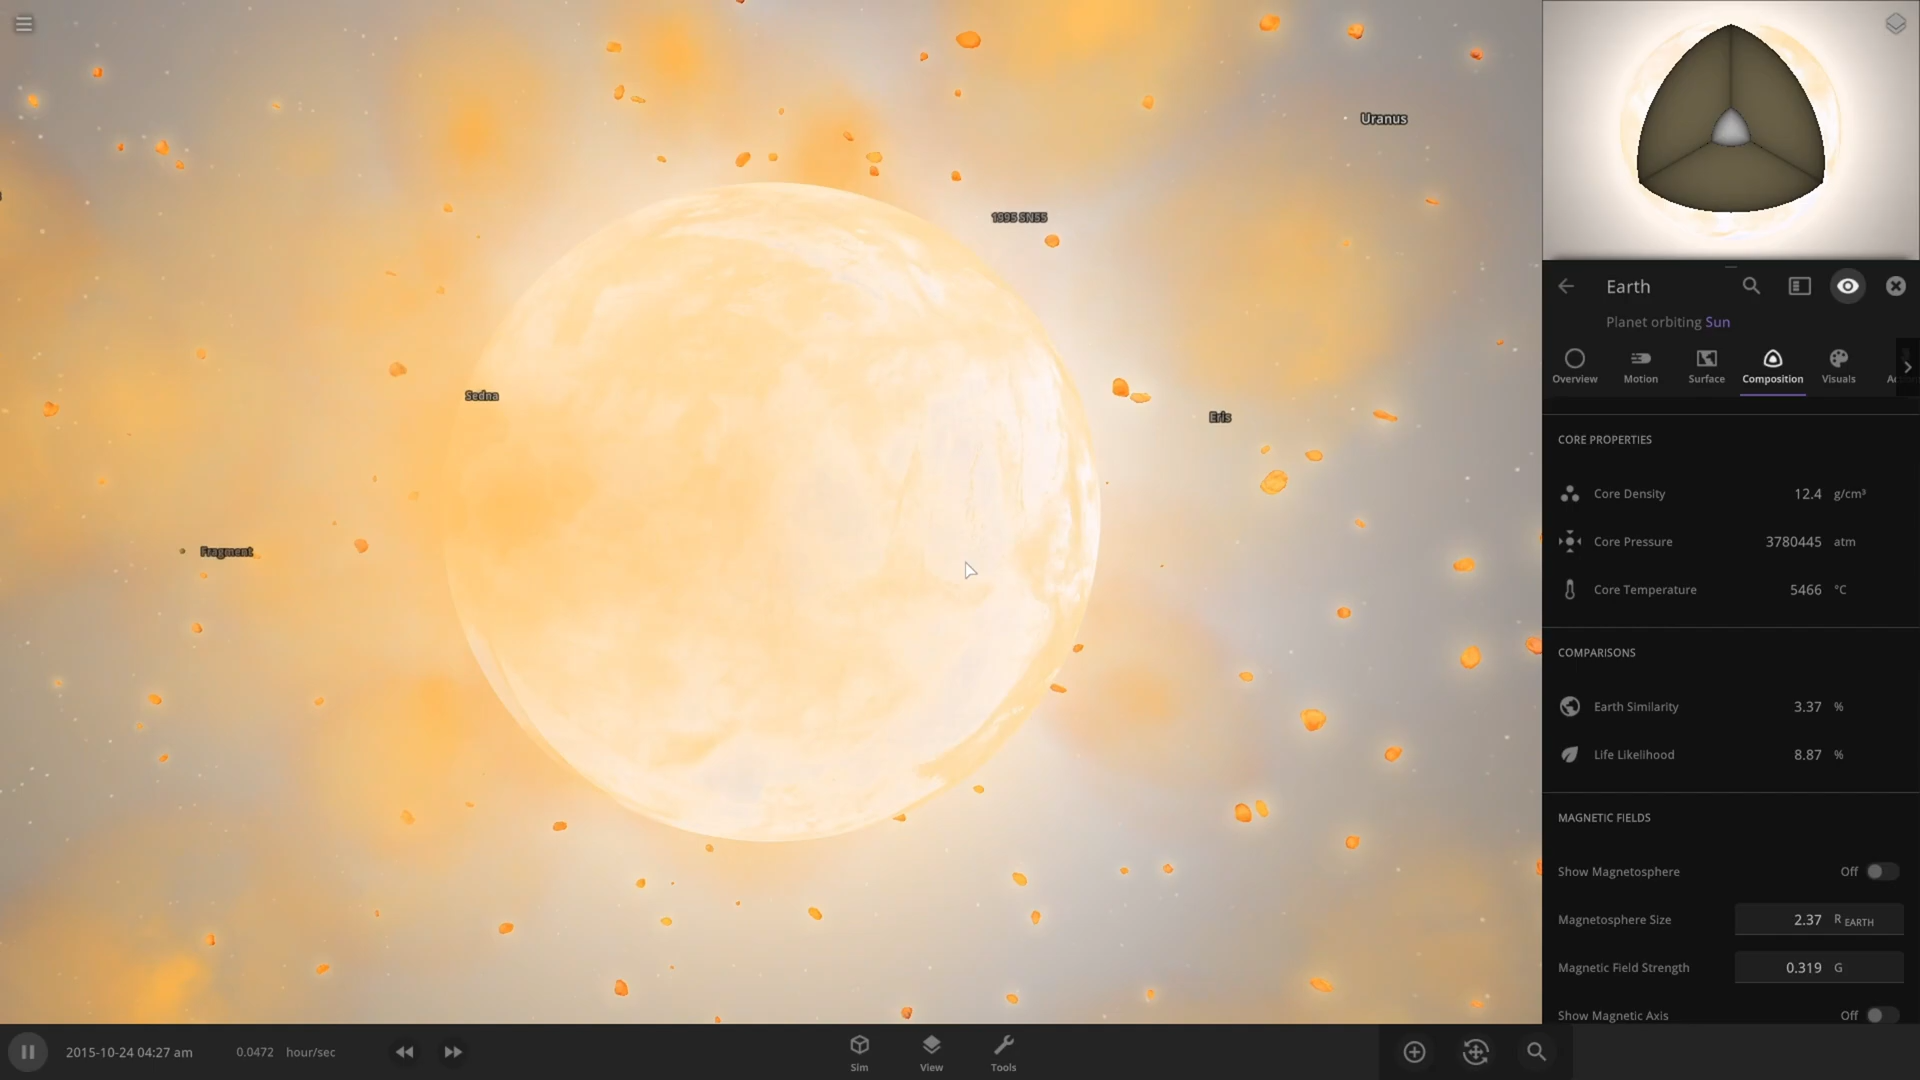 Uranus
1995 SN55
Sedna
Eris
Fragment
Earth
Planet orbiting Sun
Overview
Motion
Surface
Composition
Visuals
CORE PROPERTIES
Core Density 12.4 g/cm³
Core Pressure 3780445 atm
Core Temperature 5466 °C
COMPARISONS
Earth Similarity 3.37 %
Life Likelihood 8.87 %
MAGNETIC FIELDS
Show Magnetosphere Off
Magnetosphere Size 2.37 R EARTH
Magnetic Field Strength 0.319 G
Show Magnetic Axis Off
2015-10-24 04:27 am 0.0472 hour/sec
Sim
View
Tools